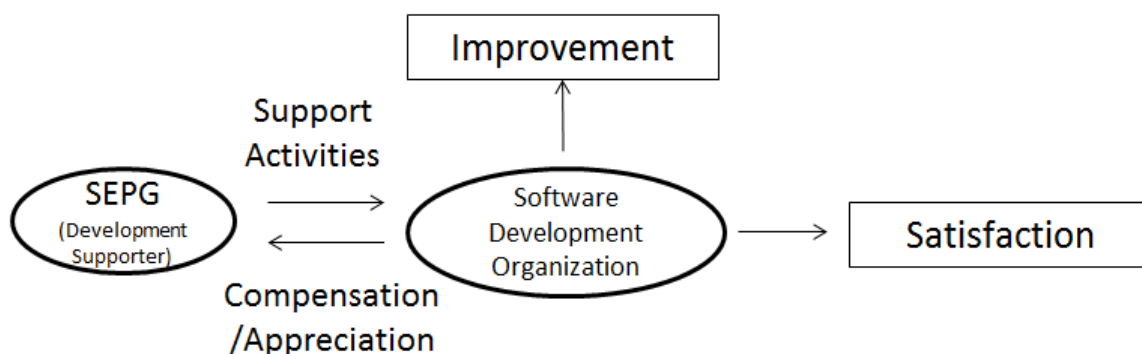 Improvement
Support
Activities
SEPG
(Development
Supporter)
Software
Development
Organization
Satisfaction
Compensation
/Appreciation